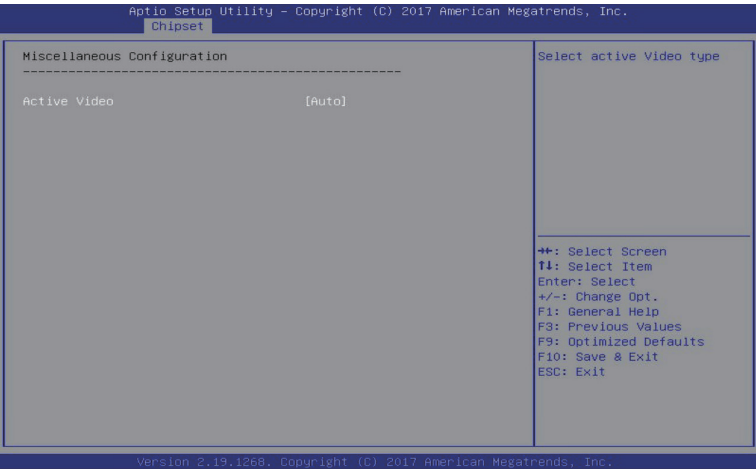 Aptio Setup Utility – Copyright (C) 2017 American Megatrends, Inc.
Chipset
Miscellaneous Configuration
--------------------------------------------------
Active Video [Auto]
Select active Video type
→←: Select Screen
↑↓: Select Item
Enter: Select
+/-: Change Opt.
F1: General Help
F3: Previous Values
F9: Optimized Defaults
F10: Save & Exit
ESC: Exit
Version 2.19.1268. Copyright (C) 2017 American Megatrends, Inc.